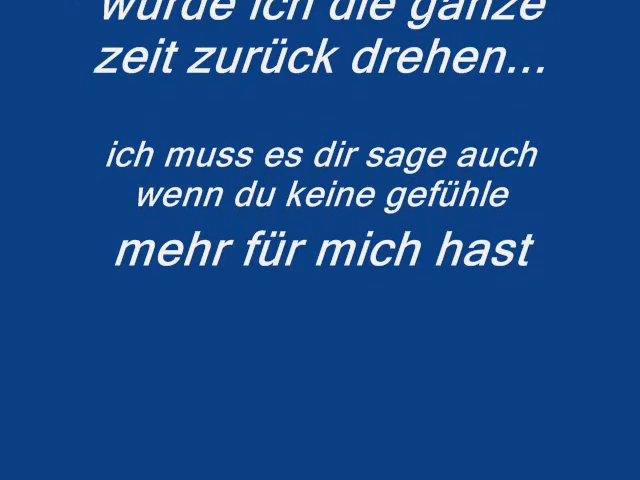 würde ich die ganze
zeit zurück drehen...
ich muss es dir sage auch
wenn du keine gefühle
mehr für mich hast